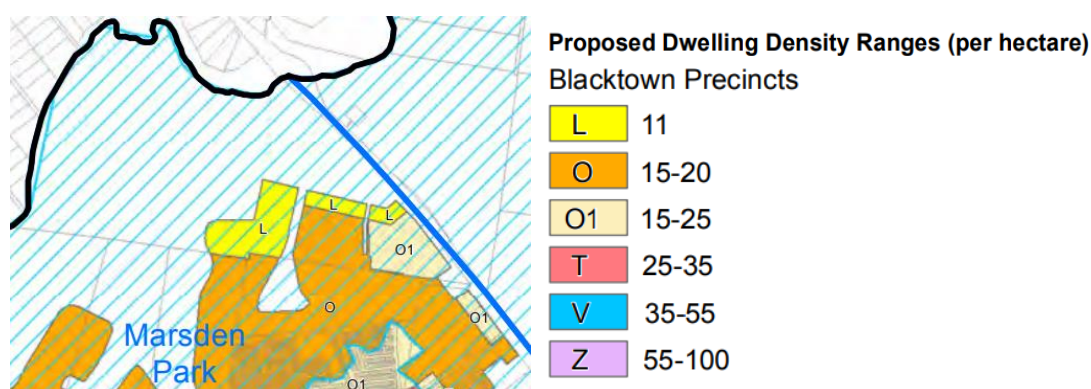 L
L
L
O1
O
O1
Marsden
Park
O1
Proposed Dwelling Density Ranges (per hectare)
Blacktown Precincts
L 11
O 15-20
O1 15-25
T 25-35
V 35-55
Z 55-100